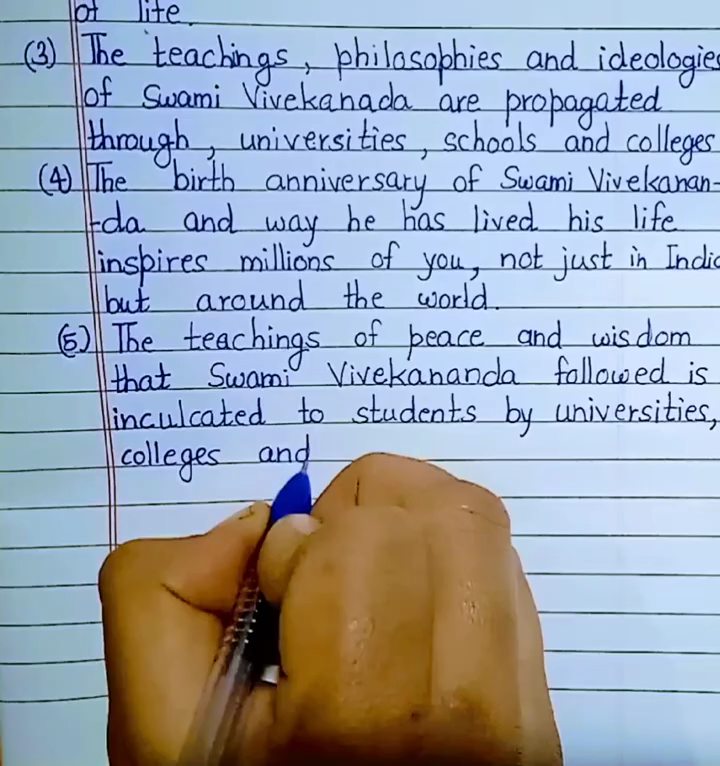 of life.
(3) The teachings, philosophies and ideologies
of Swami Vivekanada are propagated
through, universities, schools and colleges
(4) The birth anniversary of Swami Vivekanan-
-da and way he has lived his life
inspires millions of you, not just in India
but around the world.
(5) The teachings of peace and wisdom
that Swami Vivekananda followed is
inculcated to students by universities,
colleges and